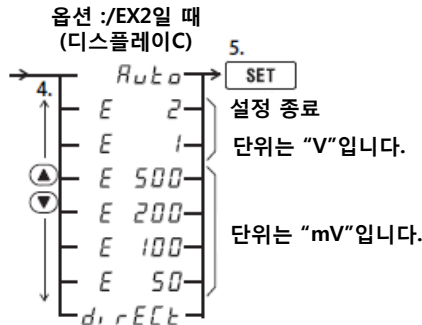 옵션 :/EX2일 때
(디스플레이C)
4.
5.
Auto
SET
E 2
설정 종료
E 1
단위는 “V”입니다.
E 500
E 200
단위는 “mV”입니다.
E 100
E 50
dirECt